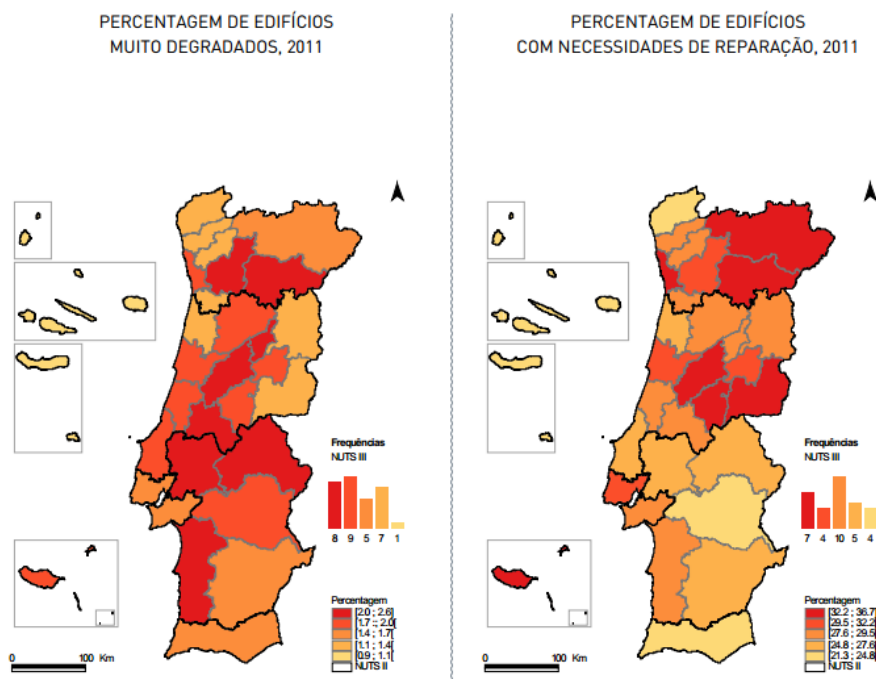 PERCENTAGEM DE EDIFÍCIOS
MUITO DEGRADADOS, 2011
Frequências
NUTS III
8 9 5 7 1
Percentagem
[2.0 ; 2.6]
[1.7 ; 2.0[
[1.4 ; 1.7[
[1.1 ; 1.4[
[0.9 ; 1.1[
NUTS II
0 100 Km
PERCENTAGEM DE EDIFÍCIOS
COM NECESSIDADES DE REPARAÇÃO, 2011
Frequências
NUTS III
7 4 10 5 4
Percentagem
[32.2 ; 36.7]
[29.5 ; 32.2[
[27.6 ; 29.5[
[24.8 ; 27.6[
[21.3 ; 24.8[
NUTS II
0 100 Km